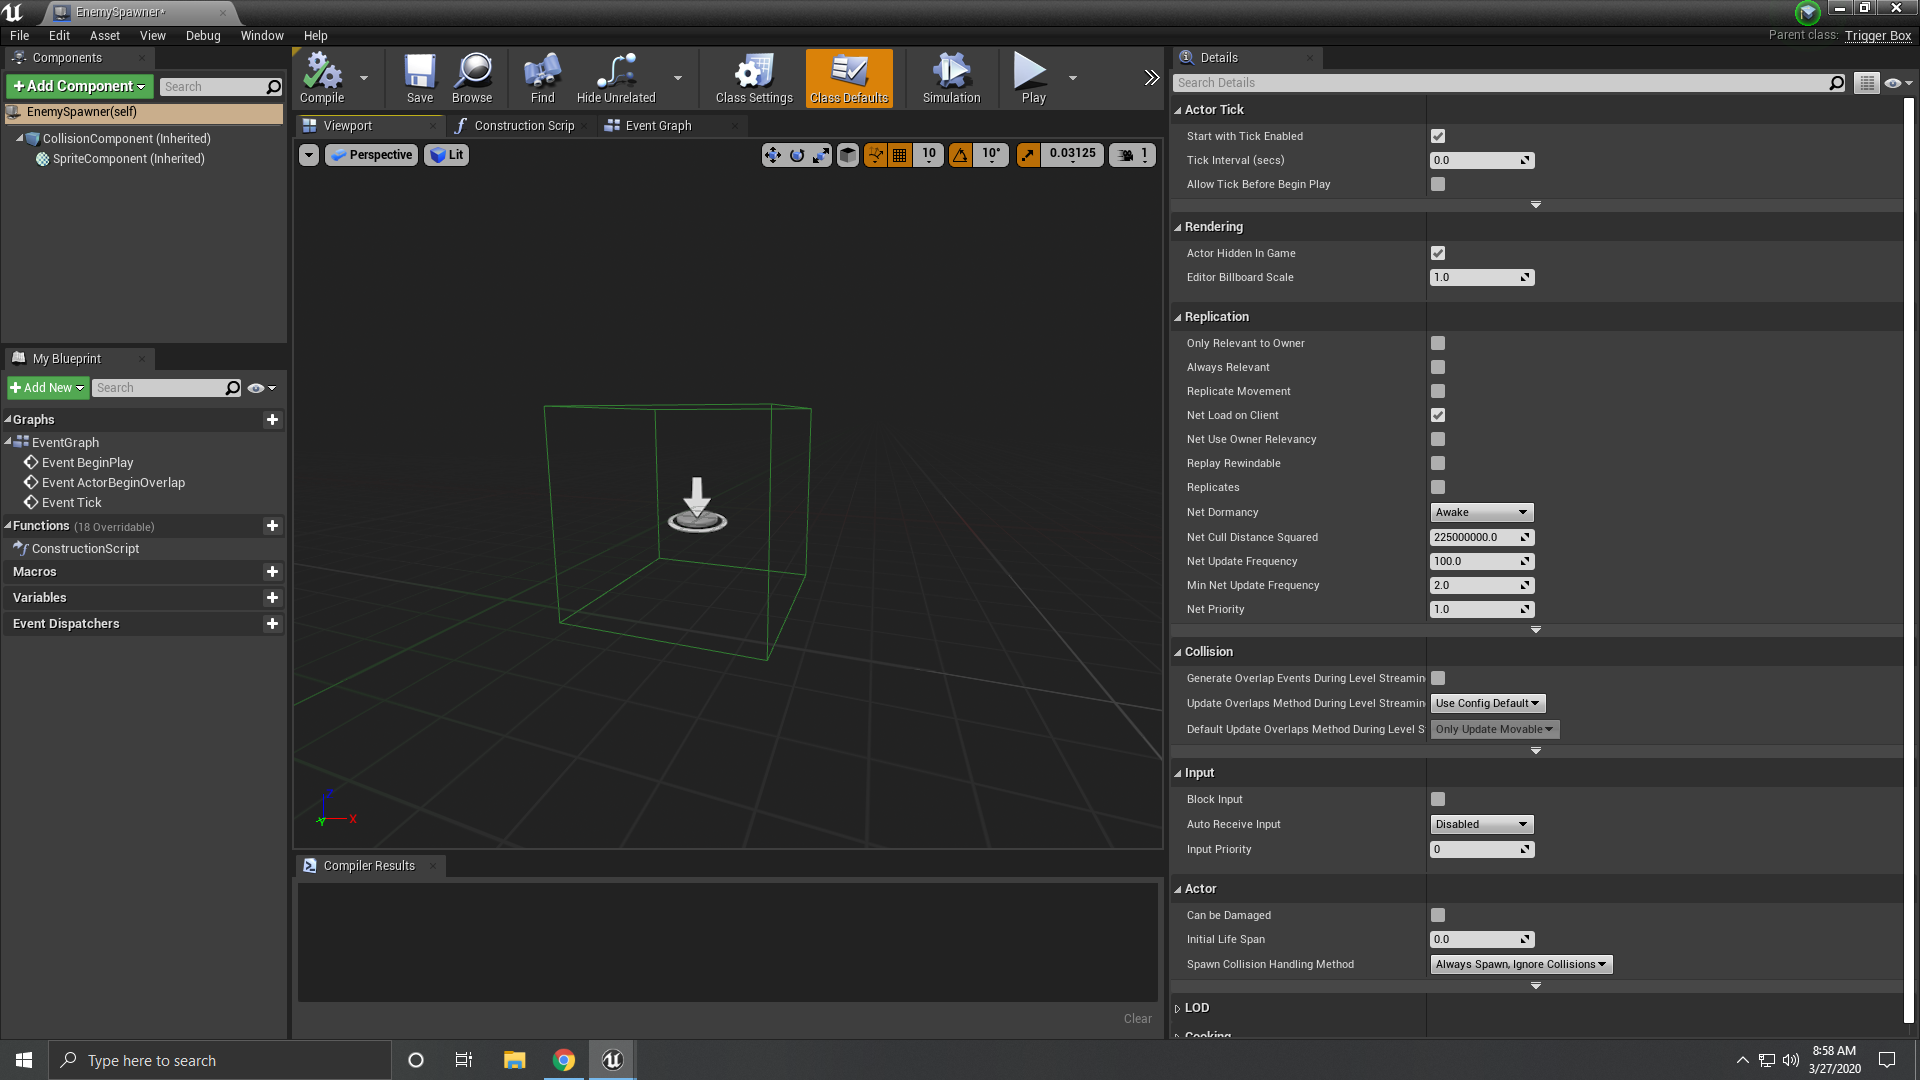 EnemySpawner*
File Edit Asset View Debug Window Help
Parent class: Trigger Box
Components
+Add Component
Search
EnemySpawner(self)
CollisionComponent (Inherited)
SpriteComponent (Inherited)
My Blueprint
+Add New
Search
Graphs
EventGraph
Event BeginPlay
Event ActorBeginOverlap
Event Tick
Functions (18 Overridable)
ConstructionScript
Macros
Variables
Event Dispatchers
Compile Save Browse Find Hide Unrelated Class Settings Class Defaults Simulation Play
Viewport Construction Scrip Event Graph
Perspective Lit 10 10° 0.03125 1
X
Compiler Results
Clear
Details
Search Details
Actor Tick
Start with Tick Enabled
Tick Interval (secs) 0.0
Allow Tick Before Begin Play
Rendering
Actor Hidden In Game
Editor Billboard Scale 1.0
Replication
Only Relevant to Owner
Always Relevant
Replicate Movement
Net Load on Client
Net Use Owner Relevancy
Replay Rewindable
Replicates
Net Dormancy Awake
Net Cull Distance Squared 225000000.0
Net Update Frequency 100.0
Min Net Update Frequency 2.0
Net Priority 1.0
Collision
Generate Overlap Events During Level Streamin
Update Overlaps Method During Level Streamin Use Config Default
Default Update Overlaps Method During Level S Only Update Movable
Input
Block Input
Auto Receive Input Disabled
Input Priority 0
Actor
Can be Damaged
Initial Life Span 0.0
Spawn Collision Handling Method Always Spawn, Ignore Collisions
LOD
Cooking
Type here to search
8:58 AM
3/27/2020